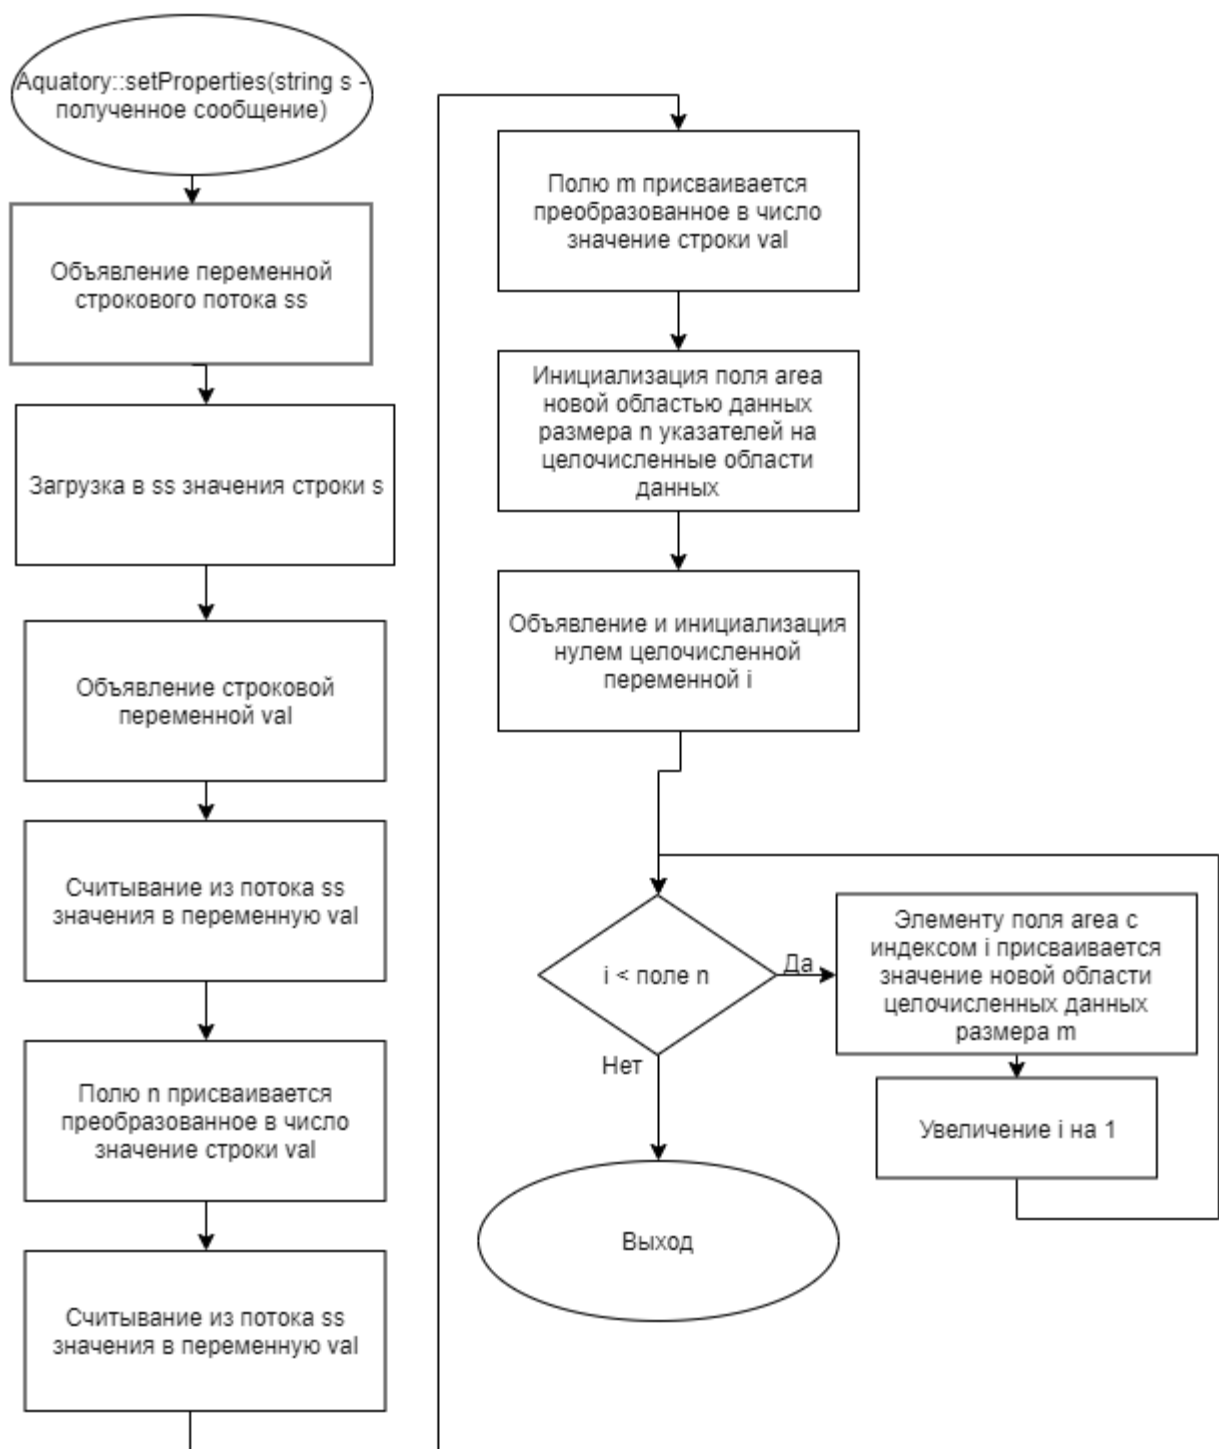 Aquatory::setProperties(string s -
полученное сообщение)
Объявление переменной
строкового потока ss
Загрузка в ss значения строки s
Объявление строковой
переменной val
Считывание из потока ss
значения в переменную val
Полю n присваивается
преобразованное в число
значение строки val
Считывание из потока ss
значения в переменную val
Полю m присваивается
преобразованное в число
значение строки val
Инициализация поля area
новой областью данных
размера n указателей на
целочисленные области
данных
Объявление и инициализация
нулем целочисленной
переменной i
i < поле n
Да
Элементу поля area с
индексом i присваивается
значение новой области
целочисленных данных
размера m
Увеличение i на 1
Нет
Выход